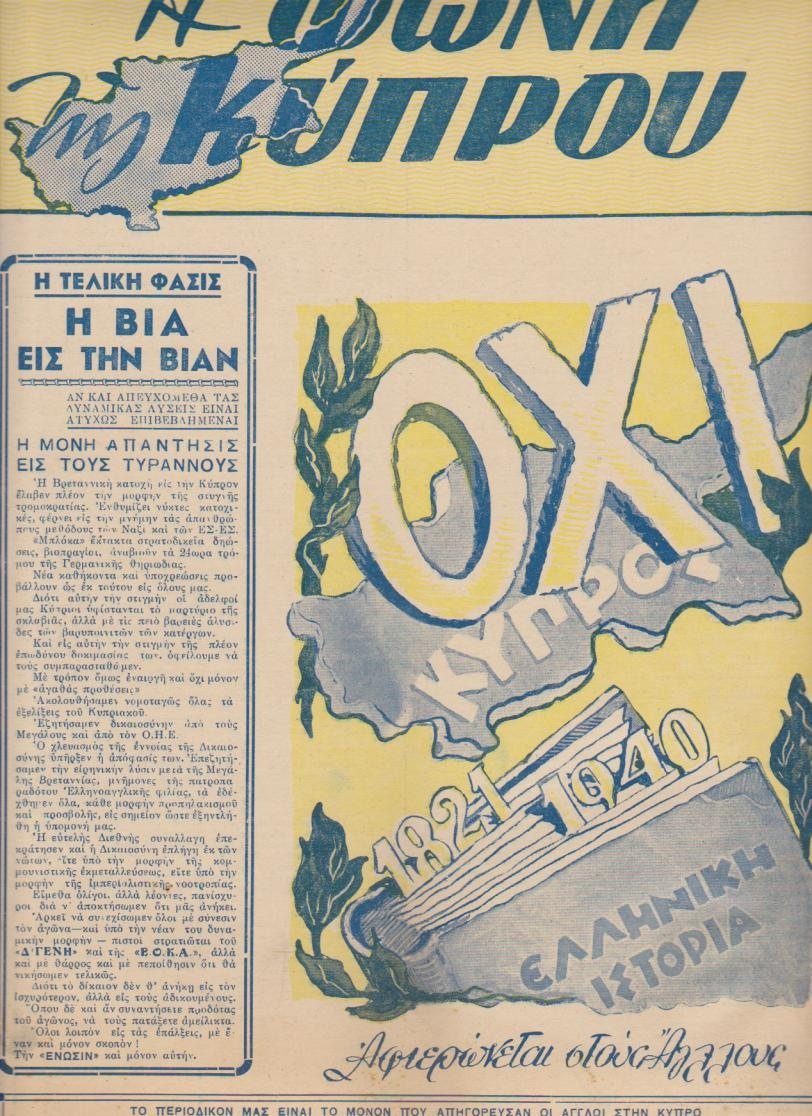 Η ΦΩΝΗ
τῆς ΚΥΠΡΟΥ
Η ΤΕΛΙΚΗ ΦΑΣΙΣ
Η ΒΙΑ
ΕΙΣ ΤΗΝ ΒΙΑΝ
ΑΝ ΚΑΙ ΑΠΕΥΧΟΜΕΘΑ ΤΑΣ
ΔΥΝΑΜΙΚΑΣ ΛΥΣΕΙΣ ΕΙΝΑΙ
ΑΤΥΧΩΣ ΕΠΙΒΕΒΛΗΜΕΝΑΙ
Η ΜΟΝΗ ΑΠΑΝΤΗΣΙΣ
ΕΙΣ ΤΟΥΣ ΤΥΡΑΝΝΟΥΣ
Ἡ Βρεταννικὴ κατοχὴ εἰς τὴν Κύπρον
ἔλαβεν πλέον τὴν μορφὴν τῆς στυγνῆς
τρομοκρατίας. Ἐνθυμίζει νύκτες κατοχι-
κές, φέρνει εἰς τὴν μνήμην τὰς ἀπανθρώ-
πους μεθόδους τῶν Ναζὶ καὶ τῶν ΕΣ-ΕΣ.
«Μπλόκα» ἔκτακτα στρατοδικεῖα δημ-
σεις, βιοπραγίαι, ἀναβιοῦν τὰ 24ωρα τρό-
μου τῆς Γερμανικῆς θηριωδίας.
Νέα καθήκοντα καὶ ὑποχρεώσεις προ-
βάλλουν ὡς ἐκ τούτου εἰς ὅλους μας.
Διότι αὐτὴν τὴν στιγμὴν οἱ ἀδελφοί
μας Κύπριοι ὑφίστανται τὸ μαρτύριο τῆς
σκλαβιᾶς, ἀλλὰ μὲ τὶς πειὸ βαρειὲς ἁλυσί-
δες τῶν βαρυποινιτῶν τῶν κατέργων.
Καὶ εἰς αὐτὴν τὴν στιγμὴν τῆς πλέον
ἐπωδύνου δοκιμασίας των, ὀφείλουμε νὰ
τοὺς συμπαρασταθῶμεν.
Μὲ τρόπον ὅμως ἐναργῆ καὶ ὄχι μόνον
μὲ «ἀγαθὰς προθέσεις»
Ἀκολουθήσαμεν νομοταγῶς ὅλας τὰ
ἐξελίξεις τοῦ Κυπριακοῦ.
Ἐζητήσαμεν δικαιοσύνην ἀπὸ τοὺς
Μεγάλους καὶ ἀπὸ τὸν Ο.Η.Ε.
Ὁ χλευασμὸς τῆς ἐννοίας τῆς Δικαιο-
σύνης ὑπῆρξεν ἡ ἀπόφασίς των. Ἐπεζητή-
σαμεν τὴν εἰρηνικὴν λύσιν μετὰ τῆς Μεγά-
λης Βρεταννίας, μνήμονες τῆς πατροπα
ραδότου Ἑλληνοαγγλικῆς φιλίας, τὰ ἐδέ-
χθημεν ὅλα, κάθε μορφὴν προπηλακισμοῦ
καὶ προσβολῆς, εἰς σημεῖον ὥστε ἐξηντλή-
θη ἡ ὑπομονή μας.
Ἡ εὐτελὴς Διεθνὴς συναλλαγὴ ἐπε-
κράτησεν καὶ ἡ Δικαιοσύνη ἐπλήγη ἐκ τῶν
νώτων, εἴτε ὑπὸ τὴν μορφὴν τῆς κομ-
μουνιστικῆς ἐκμεταλλεύσεως, εἴτε ὑπὸ τὴν
μορφὴν τῆς ἰμπεριαλιστικῆς νοοτροπίας.
Εἴμεθα ὀλίγοι, ἀλλὰ λέοντες, πανίσχυ-
ροι διὰ ν' ἀποκτήσωμεν ὅτι μᾶς ἀνήκει.
Ἀρκεῖ νὰ συνεχίσωμεν ὅλοι μὲ σύνεσιν
τὸν ἀγῶνα—καὶ ὑπὸ τὴν νέαν του δυνα-
μικὴν μορφὴν — πιστοὶ στρατιῶται τοῦ
«ΔΙΓΕΝΗ» καὶ τῆς «Ε.Ο.Κ.Α.», ἀλλὰ
καὶ μὲ θάρρος καὶ μὲ πεποίθησιν ὅτι θὰ
νικήσωμεν τελικῶς.
Διότι τὸ δίκαιον δὲν θ' ἀνήκῃ εἰς τὸν
ἰσχυρότερον, ἀλλὰ εἰς τοὺς ἀδικουμένους.
Ὅπου δὲ καὶ ἂν συναντήσετε προδότας
τοῦ ἀγῶνος, νὰ τοὺς πατάξετε ἀμείλικτα.
Ὅλοι λοιπὸν εἰς τὰς ἐπάλξεις, μὲ ἕ-
ναν καὶ μόνον σκοπόν!
Τὴν «ΕΝΩΣΙΝ» καὶ μόνον αὐτήν.
ΟΧΙ
ΚΥΠΡΟΣ
1821
1940
ΕΛΛΗΝΙΚΗ
ΙΣΤΟΡΙΑ
Ἀφιερώνεται στοὺς Ἄγγλους
ΤΟ ΠΕΡΙΟΔΙΚΟΝ ΜΑΣ ΕΙΝΑΙ ΤΟ ΜΟΝΟΝ ΠΟΥ ΑΠΗΓΟΡΕΥΣΑΝ ΟΙ ΑΓΓΛΟΙ ΣΤΗΝ ΚΥΠΡΟ